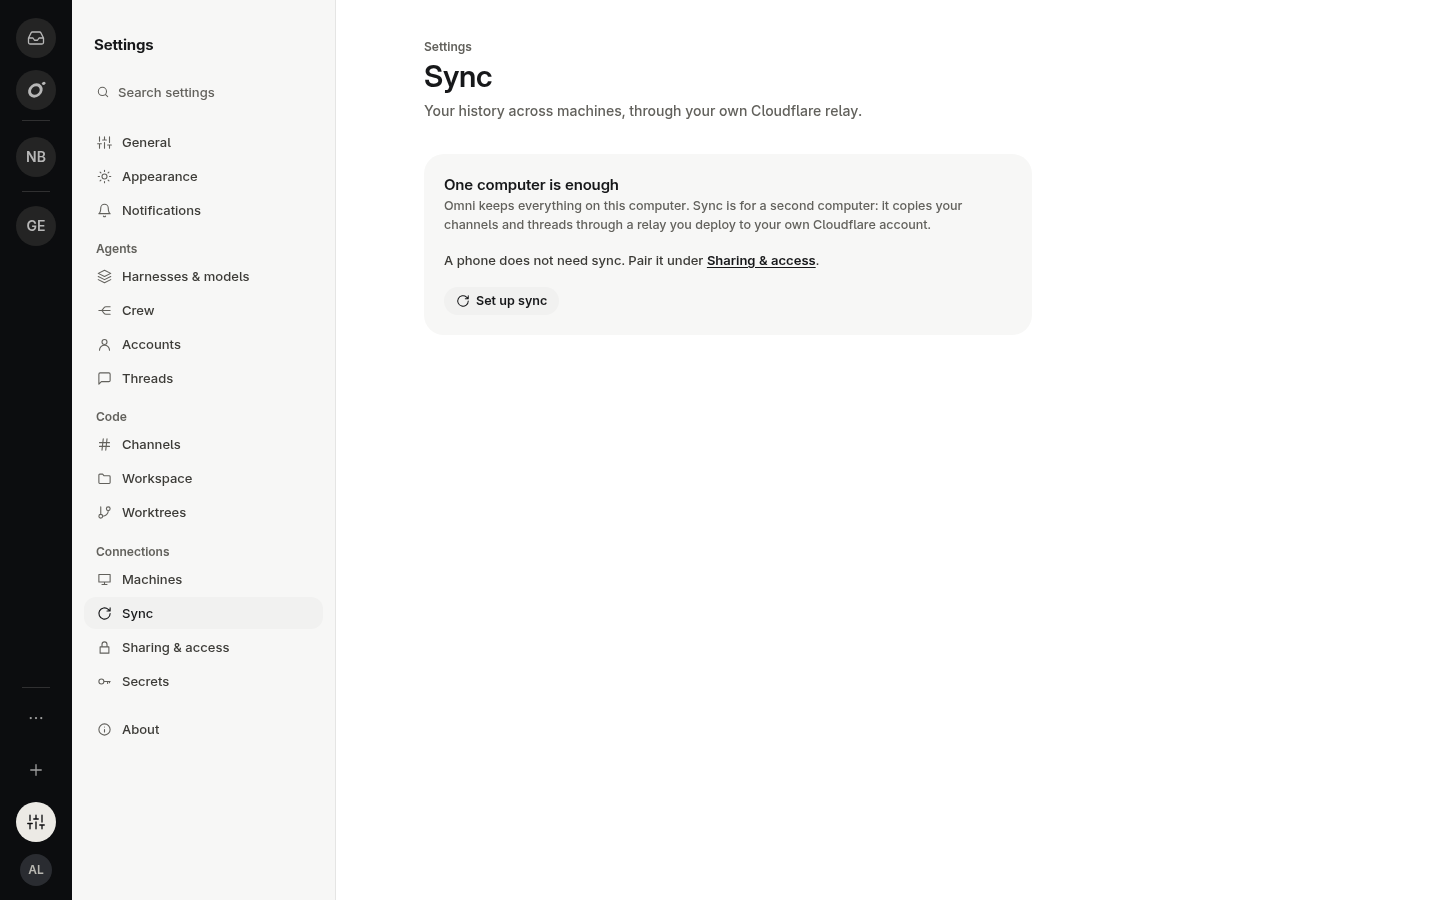 Settings
Search settings
General
Appearance
Notifications
Agents
Harnesses & models
Crew
Accounts
Threads
Code
Channels
Workspace
Worktrees
Connections
Machines
Sync
Sharing & access
Secrets
About
NB
GE
AL
Settings
Sync
Your history across machines, through your own Cloudflare relay.
One computer is enough
Omni keeps everything on this computer. Sync is for a second computer: it copies your
channels and threads through a relay you deploy to your own Cloudflare account.
A phone does not need sync. Pair it under Sharing & access.
Set up sync